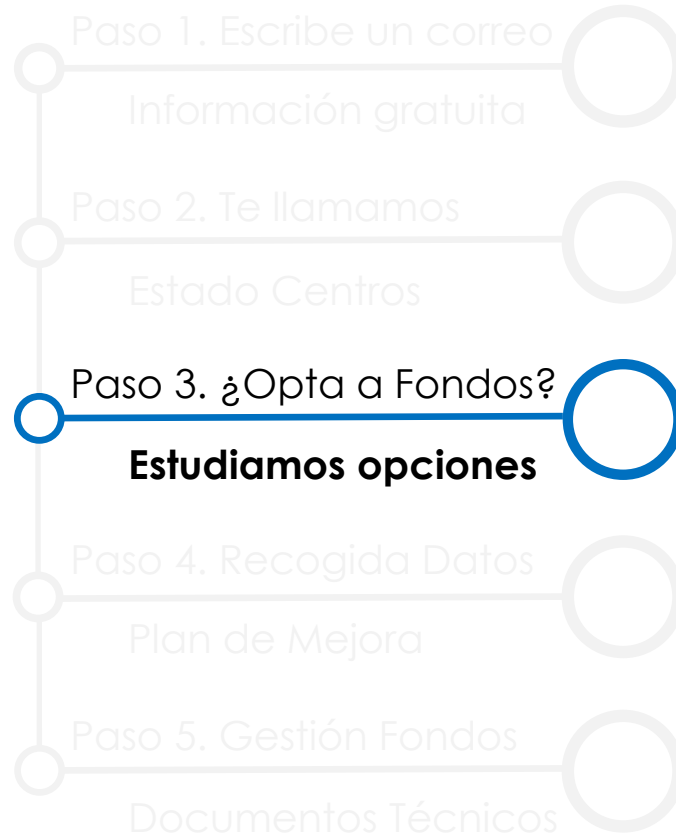 Paso 1. Escribe un correo
Información gratuita
Paso 2. Te llamamos
Estado Centros
Paso 3. ¿Opta a Fondos?
Estudiamos opciones
Paso 4. Recogida Datos
Plan de Mejora
Paso 5. Gestión Fondos
Documentos Técnicos